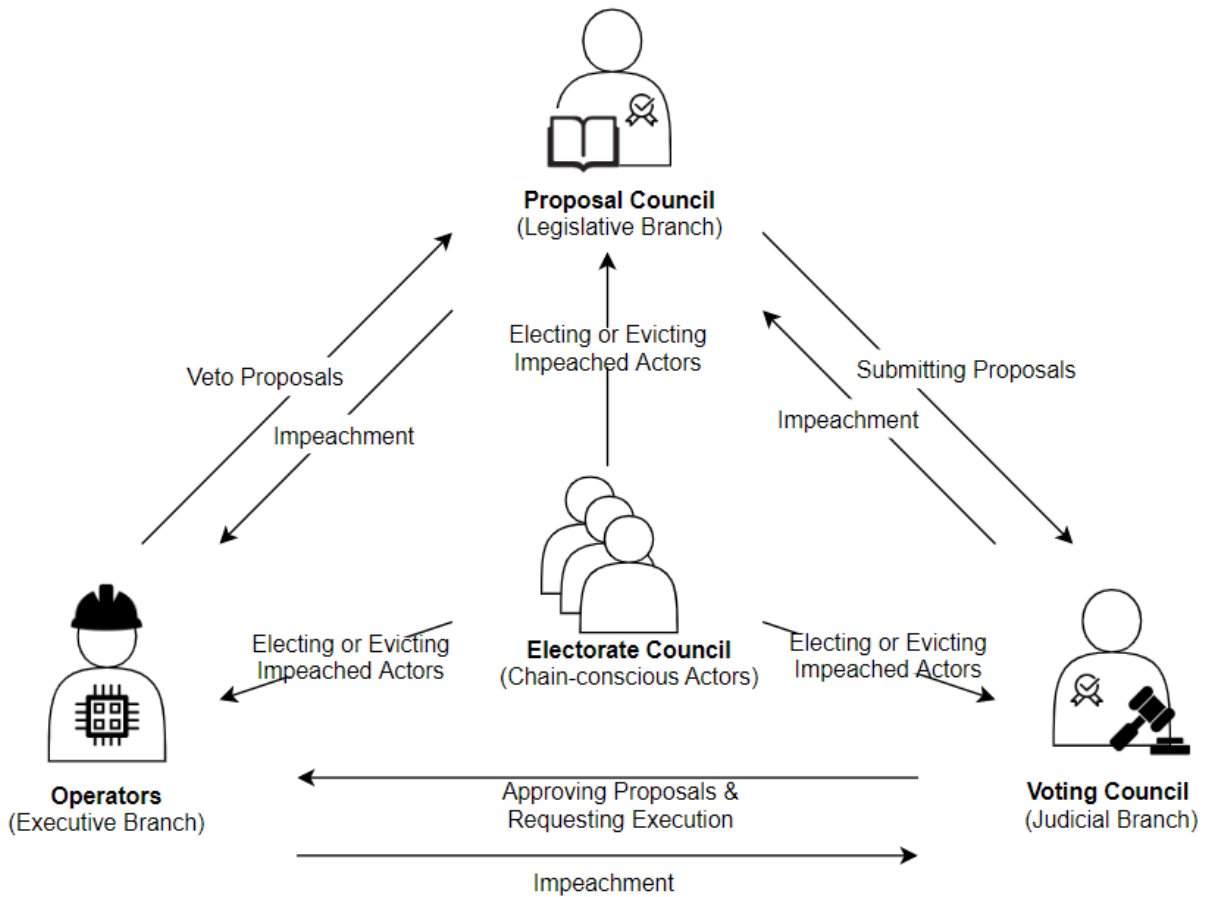 Proposal Council
(Legislative Branch)
Electing or Evicting
Impeached Actors
Veto Proposals
Submitting Proposals
Impeachment
Impeachment
Electing or Evicting
Impeached Actors
Electorate Council
(Chain-conscious Actors)
Electing or Evicting
Impeached Actors
Operators
(Executive Branch)
Approving Proposals &
Requesting Execution
Voting Council
(Judicial Branch)
Impeachment